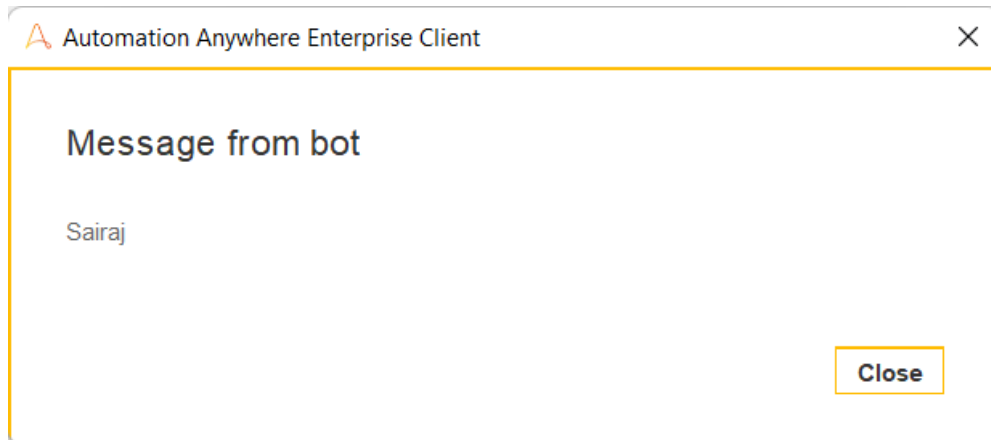 Automation Anywhere Enterprise Client
Message from bot
Sairaj
Close